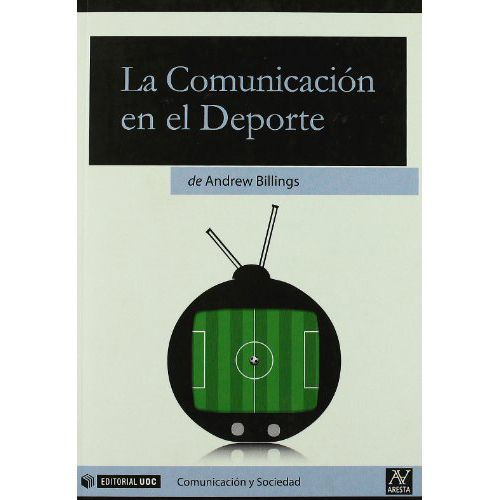 La Comunicación
en el Deporte
de Andrew Billings
EDITORIAL UOC
Comunicación y Sociedad
ARESTA